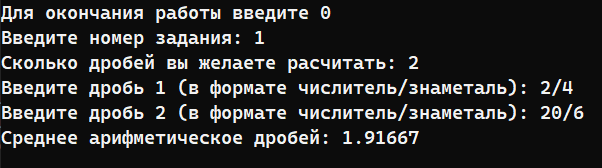 Для окончания работы введите 0
Введите номер задания: 1
Сколько дробей вы желаете расчитать: 2
Введите дробь 1 (в формате числитель/знаметаль): 2/4
Введите дробь 2 (в формате числитель/знаметаль): 20/6
Среднее арифметическое дробей: 1.91667